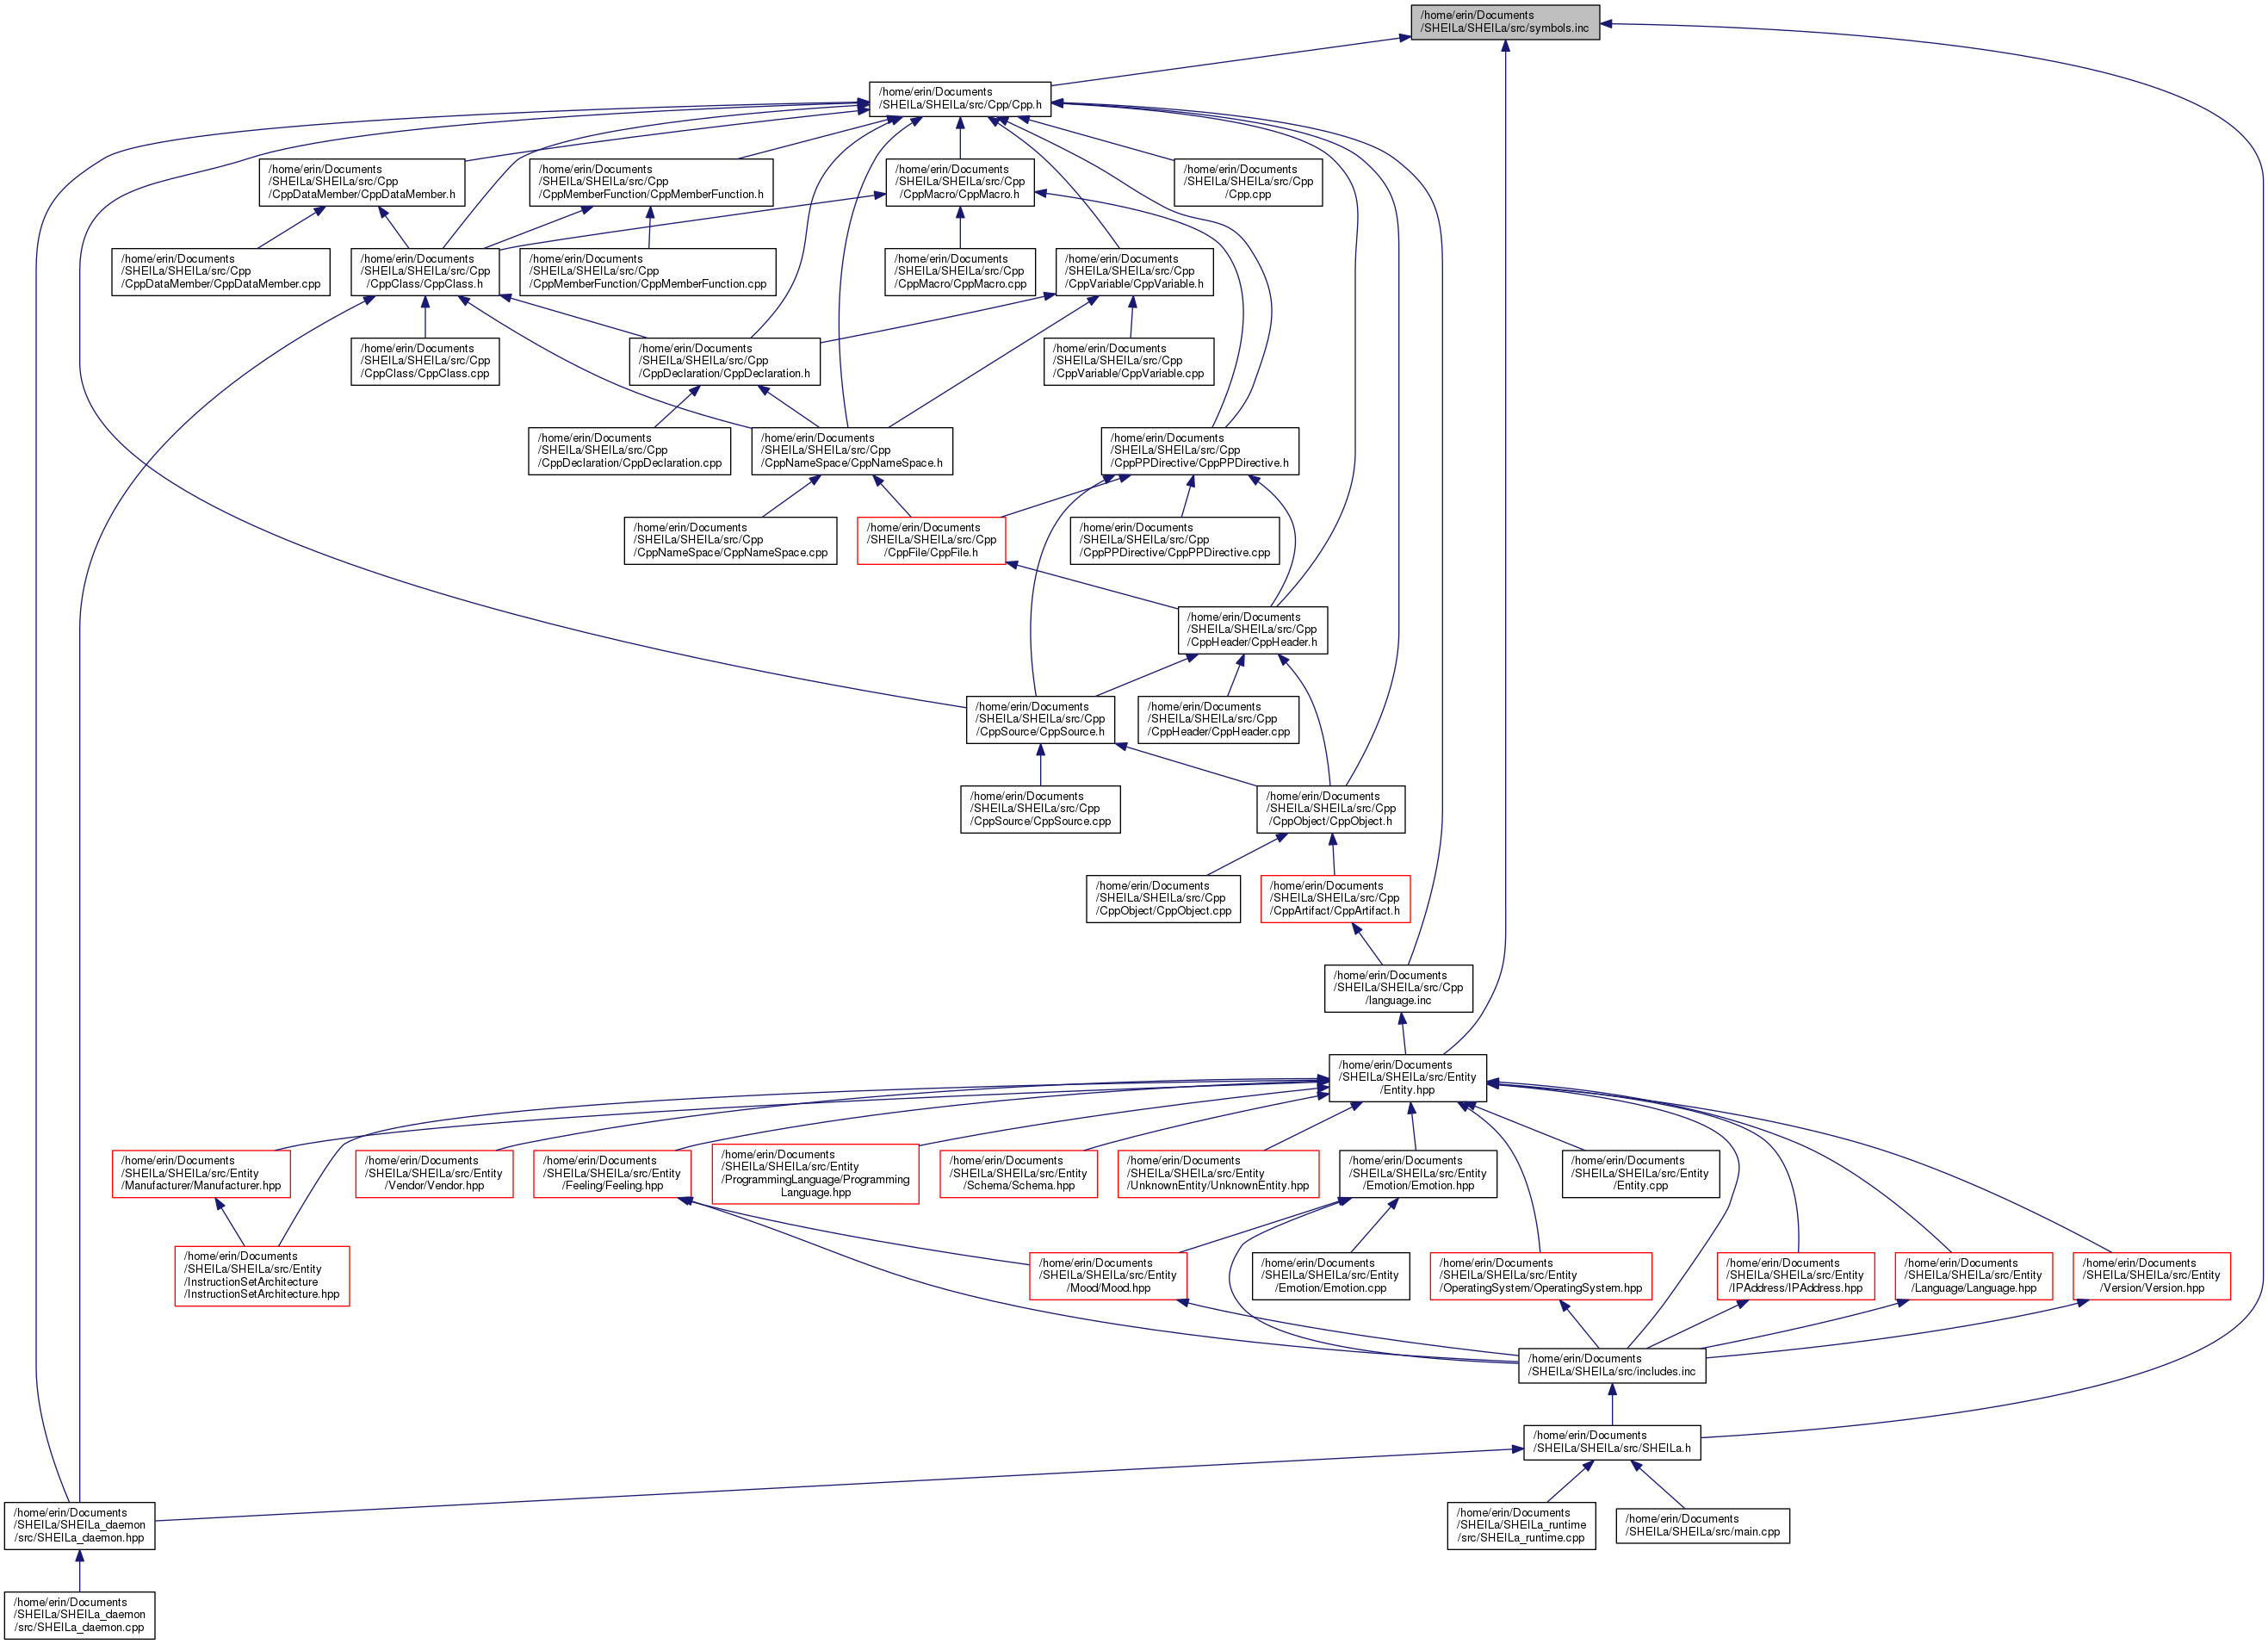 /home/erin/Documents
/SHEILa/SHEILa/src/symbols.inc
/home/erin/Documents
/SHEILa/SHEILa/src/Cpp/Cpp.h
/home/erin/Documents
/SHEILa/SHEILa/src/Cpp
/CppDataMember/CppDataMember.h
/home/erin/Documents
/SHEILa/SHEILa/src/Cpp
/CppMemberFunction/CppMemberFunction.h
/home/erin/Documents
/SHEILa/SHEILa/src/Cpp
/CppMacro/CppMacro.h
/home/erin/Documents
/SHEILa/SHEILa/src/Cpp
/Cpp.cpp
/home/erin/Documents
/SHEILa/SHEILa/src/Cpp
/CppDataMember/CppDataMember.cpp
/home/erin/Documents
/SHEILa/SHEILa/src/Cpp
/CppClass/CppClass.h
/home/erin/Documents
/SHEILa/SHEILa/src/Cpp
/CppMemberFunction/CppMemberFunction.cpp
/home/erin/Documents
/SHEILa/SHEILa/src/Cpp
/CppMacro/CppMacro.cpp
/home/erin/Documents
/SHEILa/SHEILa/src/Cpp
/CppVariable/CppVariable.h
/home/erin/Documents
/SHEILa/SHEILa/src/Cpp
/CppClass/CppClass.cpp
/home/erin/Documents
/SHEILa/SHEILa/src/Cpp
/CppDeclaration/CppDeclaration.h
/home/erin/Documents
/SHEILa/SHEILa/src/Cpp
/CppVariable/CppVariable.cpp
/home/erin/Documents
/SHEILa/SHEILa/src/Cpp
/CppDeclaration/CppDeclaration.cpp
/home/erin/Documents
/SHEILa/SHEILa/src/Cpp
/CppNameSpace/CppNameSpace.h
/home/erin/Documents
/SHEILa/SHEILa/src/Cpp
/CppPPDirective/CppPPDirective.h
/home/erin/Documents
/SHEILa/SHEILa/src/Cpp
/CppNameSpace/CppNameSpace.cpp
/home/erin/Documents
/SHEILa/SHEILa/src/Cpp
/CppFile/CppFile.h
/home/erin/Documents
/SHEILa/SHEILa/src/Cpp
/CppPPDirective/CppPPDirective.cpp
/home/erin/Documents
/SHEILa/SHEILa/src/Cpp
/CppHeader/CppHeader.h
/home/erin/Documents
/SHEILa/SHEILa/src/Cpp
/CppSource/CppSource.h
/home/erin/Documents
/SHEILa/SHEILa/src/Cpp
/CppHeader/CppHeader.cpp
/home/erin/Documents
/SHEILa/SHEILa/src/Cpp
/CppSource/CppSource.cpp
/home/erin/Documents
/SHEILa/SHEILa/src/Cpp
/CppObject/CppObject.h
/home/erin/Documents
/SHEILa/SHEILa/src/Cpp
/CppObject/CppObject.cpp
/home/erin/Documents
/SHEILa/SHEILa/src/Cpp
/CppArtifact/CppArtifact.h
/home/erin/Documents
/SHEILa/SHEILa/src/Cpp
/language.inc
/home/erin/Documents
/SHEILa/SHEILa/src/Entity
/Entity.hpp
/home/erin/Documents
/SHEILa/SHEILa/src/Entity
/Manufacturer/Manufacturer.hpp
/home/erin/Documents
/SHEILa/SHEILa/src/Entity
/Vendor/Vendor.hpp
/home/erin/Documents
/SHEILa/SHEILa/src/Entity
/Feeling/Feeling.hpp
/home/erin/Documents
/SHEILa/SHEILa/src/Entity
/ProgrammingLanguage/Programming
Language.hpp
/home/erin/Documents
/SHEILa/SHEILa/src/Entity
/Schema/Schema.hpp
/home/erin/Documents
/SHEILa/SHEILa/src/Entity
/UnknownEntity/UnknownEntity.hpp
/home/erin/Documents
/SHEILa/SHEILa/src/Entity
/Emotion/Emotion.hpp
/home/erin/Documents
/SHEILa/SHEILa/src/Entity
/Entity.cpp
/home/erin/Documents
/SHEILa/SHEILa/src/Entity
/InstructionSetArchitecture
/InstructionSetArchitecture.hpp
/home/erin/Documents
/SHEILa/SHEILa/src/Entity
/Mood/Mood.hpp
/home/erin/Documents
/SHEILa/SHEILa/src/Entity
/Emotion/Emotion.cpp
/home/erin/Documents
/SHEILa/SHEILa/src/Entity
/OperatingSystem/OperatingSystem.hpp
/home/erin/Documents
/SHEILa/SHEILa/src/Entity
/IPAddress/IPAddress.hpp
/home/erin/Documents
/SHEILa/SHEILa/src/Entity
/Language/Language.hpp
/home/erin/Documents
/SHEILa/SHEILa/src/Entity
/Version/Version.hpp
/home/erin/Documents
/SHEILa/SHEILa/src/includes.inc
/home/erin/Documents
/SHEILa/SHEILa/src/SHEILa.h
/home/erin/Documents
/SHEILa/SHEILa_daemon
/src/SHEILa_daemon.hpp
/home/erin/Documents
/SHEILa/SHEILa_runtime
/src/SHEILa_runtime.cpp
/home/erin/Documents
/SHEILa/SHEILa/src/main.cpp
/home/erin/Documents
/SHEILa/SHEILa_daemon
/src/SHEILa_daemon.cpp